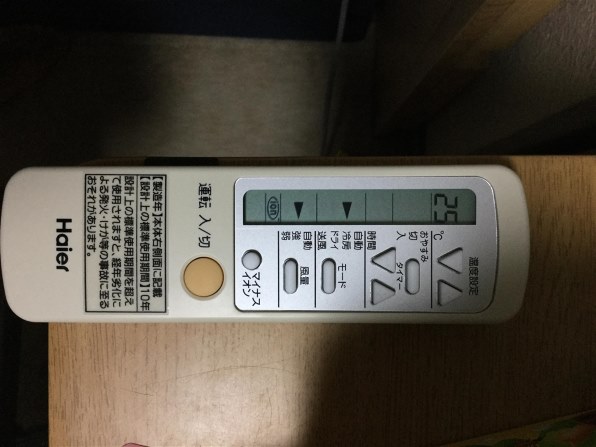 25
℃
温度設定
おやすみ
切
入
タイマー
時間
自動
冷房
ドライ
送風
モード
自動
強
弱
風量
ion
マイナス
イオン
運転 入/切
【製造年】本体右側面に記載
【設計上の標準使用期間】10年
設計上の標準使用期間を超え
て使用されますと、経年劣化に
よる発火・けが等の事故に至る
おそれがあります。
Haier